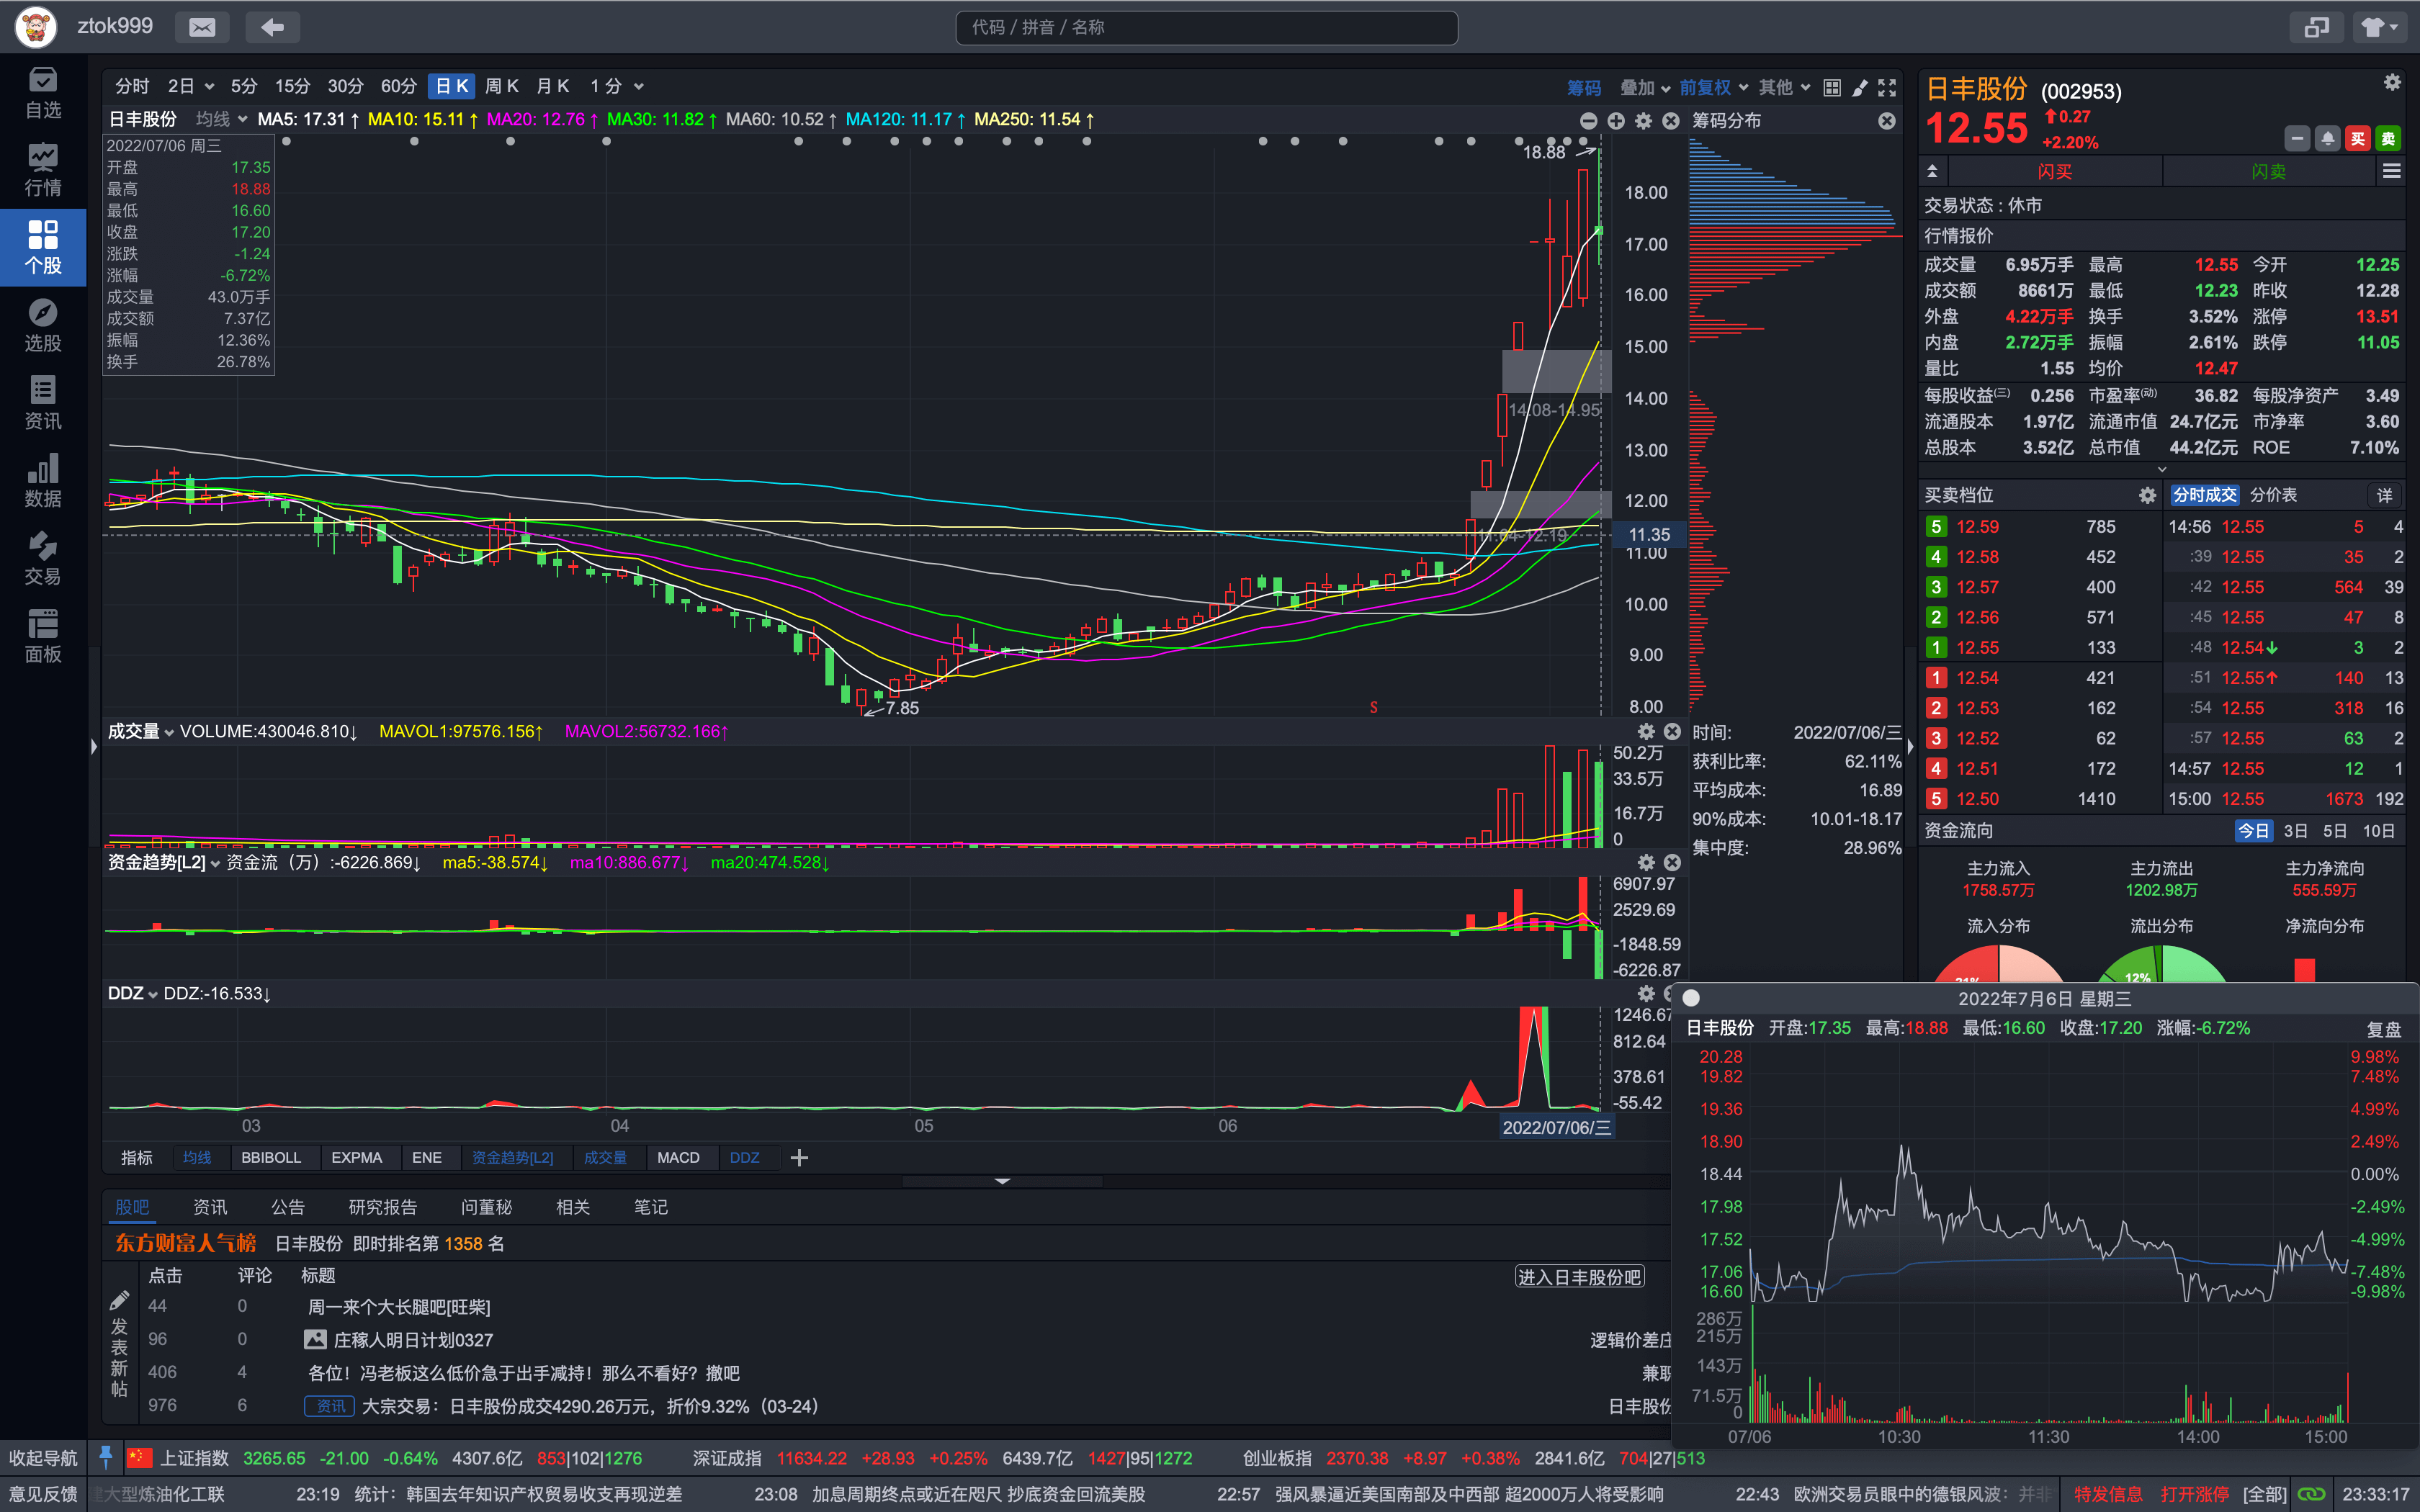 ztok999
代码 / 拼音 / 名称
自选
行情
个股
选股
资讯
数据
交易
面板
分时 2日 5分 15分 30分 60分 日K 周K 月K 1分
筹码 叠加 前复权 其他
日丰股份 均线 MA5: 17.31↑ MA10: 15.11↑ MA20: 12.76↑ MA30: 11.82↑ MA60: 10.52↑ MA120: 11.17↑ MA250: 11.54↑
筹码分布
2022/07/06 周三
开盘 17.35
最高 18.88
最低 16.60
收盘 17.20
涨跌 -1.24
涨幅 -6.72%
成交量 43.0万手
成交额 7.37亿
振幅 12.36%
换手 26.78%
18.88
18.00
17.00
16.00
15.00
14.00
14.08-14.95
13.00
12.00
11.35
11.64-12.19
11.00
10.00
9.00
8.00
7.85
S
成交量 VOLUME:430046.810↓ MAVOL1:97576.156↑ MAVOL2:56732.166↑
50.2万
33.5万
16.7万
0
资金趋势[L2] 资金流（万）:-6226.869↓ ma5:-38.574↓ ma10:886.677↓ ma20:474.528↓
6907.97
2529.69
-1848.59
-6226.87
DDZ DDZ:-16.533↓
1246.67
812.64
378.61
-55.42
03 04 05 06 2022/07/06/三
指标 均线 BBIBOLL EXPMA ENE 资金趋势[L2] 成交量 MACD DDZ
时间: 2022/07/06/三
获利比率: 62.11%
平均成本: 16.89
90%成本: 10.01-18.17
集中度: 28.96%
股吧 资讯 公告 研究报告 问董秘 相关 笔记
东方财富人气榜 日丰股份 即时排名第 1358 名
点击 评论 标题
进入日丰股份吧
发表新帖
44 0 周一来个大长腿吧[旺柴]
96 0 庄稼人明日计划0327 逻辑价差庄
406 4 各位！冯老板这么低价急于出手减持！那么不看好？撤吧 兼职
976 6 资讯 大宗交易：日丰股份成交4290.26万元，折价9.32%（03-24） 日丰股份
日丰股份 (002953)
12.55 0.27
+2.20%
买 卖
闪买 闪卖
交易状态 : 休市
行情报价
成交量 6.95万手 最高 12.55 今开 12.25
成交额 8661万 最低 12.23 昨收 12.28
外盘 4.22万手 换手 3.52% 涨停 13.51
内盘 2.72万手 振幅 2.61% 跌停 11.05
量比 1.55 均价 12.47
每股收益(三) 0.256 市盈率(动) 36.82 每股净资产 3.49
流通股本 1.97亿 流通市值 24.7亿元 市净率 3.60
总股本 3.52亿 总市值 44.2亿元 ROE 7.10%
买卖档位
分时成交 分价表 详
5 12.59 785
4 12.58 452
3 12.57 400
2 12.56 571
1 12.55 133
1 12.54 421
2 12.53 162
3 12.52 62
4 12.51 172
5 12.50 1410
14:56 12.55 5 4
:39 12.55 35 2
:42 12.55 564 39
:45 12.55 47 8
:48 12.54 3 2
:51 12.55 140 13
:54 12.55 318 16
:57 12.55 63 2
14:57 12.55 12 1
15:00 12.55 1673 192
资金流向 今日 3日 5日 10日
主力流入 主力流出 主力净流向
1758.57万 1202.98万 555.59万
流入分布 流出分布 净流向分布
21% 12%
2022年7月6日 星期三
日丰股份 开盘:17.35 最高:18.88 最低:16.60 收盘:17.20 涨幅:-6.72% 复盘
20.28 9.98%
19.82 7.48%
19.36 4.99%
18.90 2.49%
18.44 0.00%
17.98 -2.49%
17.52 -4.99%
17.06 -7.48%
16.60 -9.98%
286万
215万
143万
71.5万
0
07/06 10:30 11:30 14:00 15:00
收起导航 上证指数 3265.65 -21.00 -0.64% 4307.6亿 853|102|1276 深证成指 11634.22 +28.93 +0.25% 6439.7亿 1427|95|1272 创业板指 2370.38 +8.97 +0.38% 2841.6亿 704|27|513
意见反馈 建大型炼油化工联 23:19 统计：韩国去年知识产权贸易收支再现逆差 23:08 加息周期终点或近在咫尺 抄底资金回流美股 22:57 强风暴逼近美国南部及中西部 超2000万人将受影响 22:43 欧洲交易员眼中的德银风波：并非 特发信息 打开涨停 [全部] 23:33:17